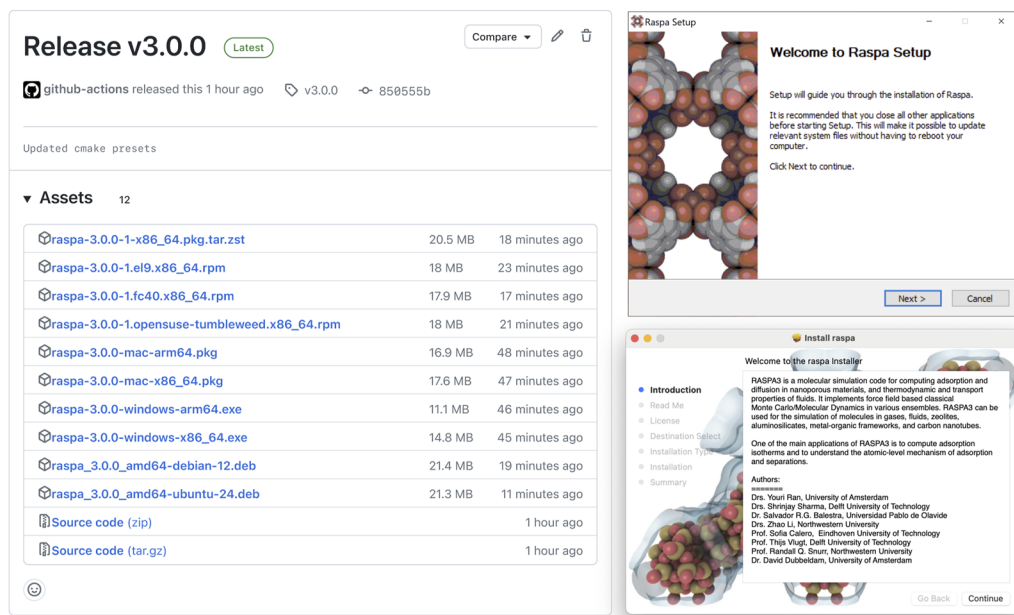 Release v3.0.0 Latest
Compare
github-actions released this 1 hour ago v3.0.0 850555b
Updated cmake presets
Assets 12
raspa-3.0.0-1-x86_64.pkg.tar.zst 20.5 MB 18 minutes ago
raspa-3.0.0-1.el9.x86_64.rpm 18 MB 23 minutes ago
raspa-3.0.0-1.fc40.x86_64.rpm 17.9 MB 17 minutes ago
raspa-3.0.0-1.opensuse-tumbleweed.x86_64.rpm 18 MB 21 minutes ago
raspa-3.0.0-mac-arm64.pkg 16.9 MB 48 minutes ago
raspa-3.0.0-mac-x86_64.pkg 17.6 MB 47 minutes ago
raspa-3.0.0-windows-arm64.exe 11.1 MB 46 minutes ago
raspa-3.0.0-windows-x86_64.exe 14.8 MB 45 minutes ago
raspa_3.0.0_amd64-debian-12.deb 21.4 MB 19 minutes ago
raspa_3.0.0_amd64-ubuntu-24.deb 21.3 MB 11 minutes ago
Source code (zip) 1 hour ago
Source code (tar.gz) 1 hour ago
Raspa Setup
Welcome to Raspa Setup
Setup will guide you through the installation of Raspa.
It is recommended that you close all other applications
before starting Setup. This will make it possible to update
relevant system files without having to reboot your
computer.
Click Next to continue.
Next > Cancel
Install raspa
Welcome to the raspa Installer
Introduction
Read Me
License
Destination Select
Installation Type
Installation
Summary
RASPA3 is a molecular simulation code for computing adsorption and
diffusion in nanoporous materials, and thermodynamic and transport
properties of fluids. It implements force field based classical
Monte Carlo/Molecular Dynamics in various ensembles. RASPA3 can be
used for the simulation of molecules in gases, fluids, zeolites,
aluminosilicates, metal-organic frameworks, and carbon nanotubes.
One of the main applications of RASPA3 is to compute adsorption
isotherms and to understand the atomic-level mechanism of adsorption
and separations.
Authors:
=======
Drs. Youri Ran, University of Amsterdam
Drs. Shrinjay Sharma, Delft University of Technology
Dr. Salvador R.G. Balestra, Universidad Pablo de Olavide
Drs. Zhao Li, Northwestern University
Prof. Sofia Calero, Eindhoven University of Technology
Prof. Thijs Vlugt, Delft University of Technology
Prof. Randall Q. Snurr, Northwestern University
Dr. David Dubbeldam, University of Amsterdam
Go Back Continue